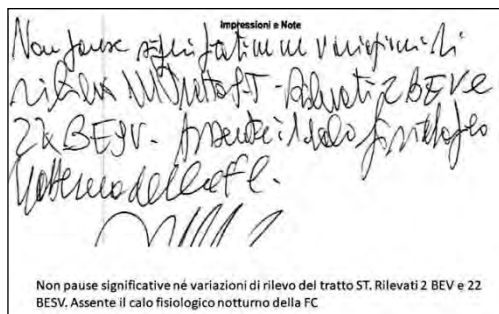 Impressioni e Note
Non pause significative né variazioni di
rilievo del tratto ST - Rilevati 2 BEV e
22 BESV. Assente il calo fisiologico
notturno della FC.
Non pause significative né variazioni di rilievo del tratto ST. Rilevati 2 BEV e 22
BESV. Assente il calo fisiologico notturno della FC